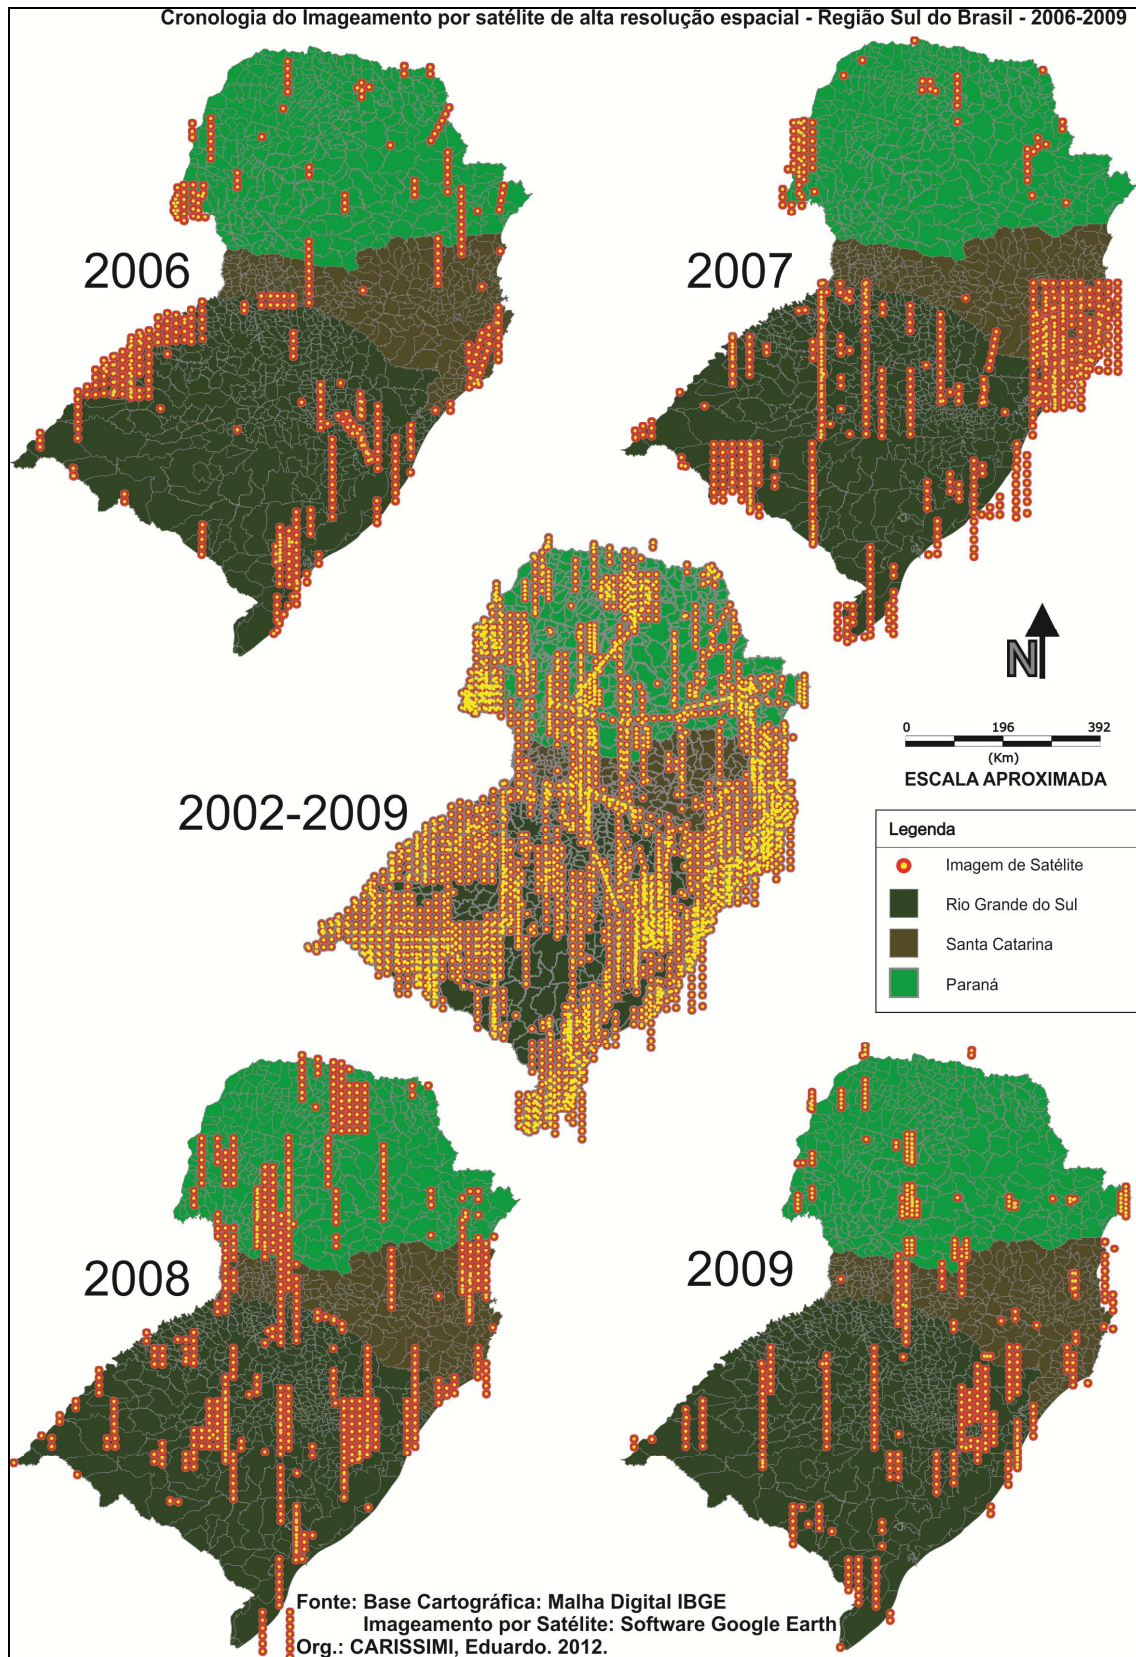 Cronologia do Imageamento por satélite de alta resolução espacial - Região Sul do Brasil - 2006-2009
2006
2007
N
0 196 392
(Km)
ESCALA APROXIMADA
2002-2009
Legenda
Imagem de Satélite
Rio Grande do Sul
Santa Catarina
Paraná
2008
2009
Fonte: Base Cartográfica: Malha Digital IBGE
Imageamento por Satélite: Software Google Earth
Org.: CARISSIMI, Eduardo. 2012.